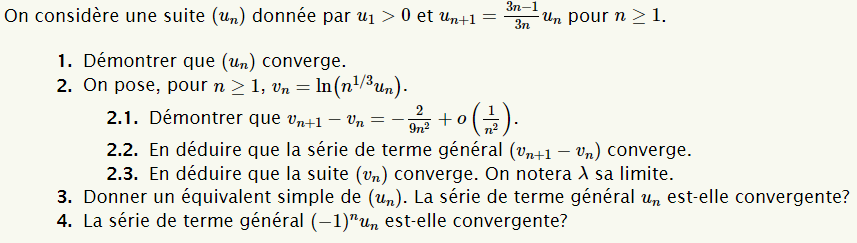 On considère une suite $(u_n)$ donnée par $u_1 > 0$ et $u_{n+1} = \frac{3n-1}{3n} u_n$ pour $n \geq 1$.
1. Démontrer que $(u_n)$ converge.
2. On pose, pour $n \geq 1$, $v_n = \ln(n^{1/3} u_n)$.
2.1. Démontrer que $v_{n+1} - v_n = -\frac{2}{9n^2} + o\left(\frac{1}{n^2}\right)$.
2.2. En déduire que la série de terme général $(v_{n+1} - v_n)$ converge.
2.3. En déduire que la suite $(v_n)$ converge. On notera $\lambda$ sa limite.
3. Donner un équivalent simple de $(u_n)$. La série de terme général $u_n$ est-elle convergente?
4. La série de terme général $(-1)^n u_n$ est-elle convergente?